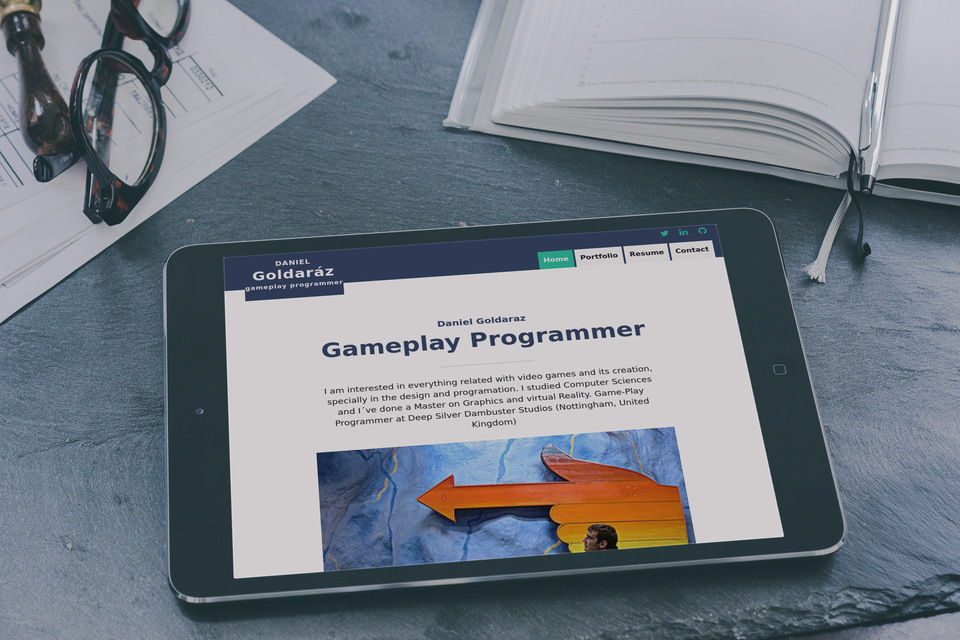 DANIEL
Goldaráz
gameplay programmer
Home Portfolio Resume Contact
Daniel Goldaraz
Gameplay Programmer
I am interested in everything related with video games and its creation,
specially in the design and programation. I studied Computer Sciences
and I´ve done a Master on Graphics and virtual Reality. Game-Play
Programmer at Deep Silver Dambuster Studios (Nottingham, United
Kingdom)